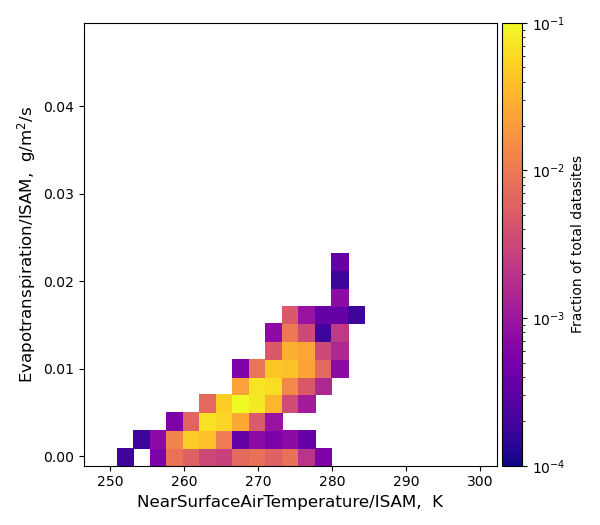 0.04
0.03
0.02
0.01
0.00
250 260 270 280 290 300
NearSurfaceAirTemperature/ISAM, K
Evapotranspiration/ISAM, g/m²/s
10⁻¹
10⁻²
10⁻³
10⁻⁴
Fraction of total datasites